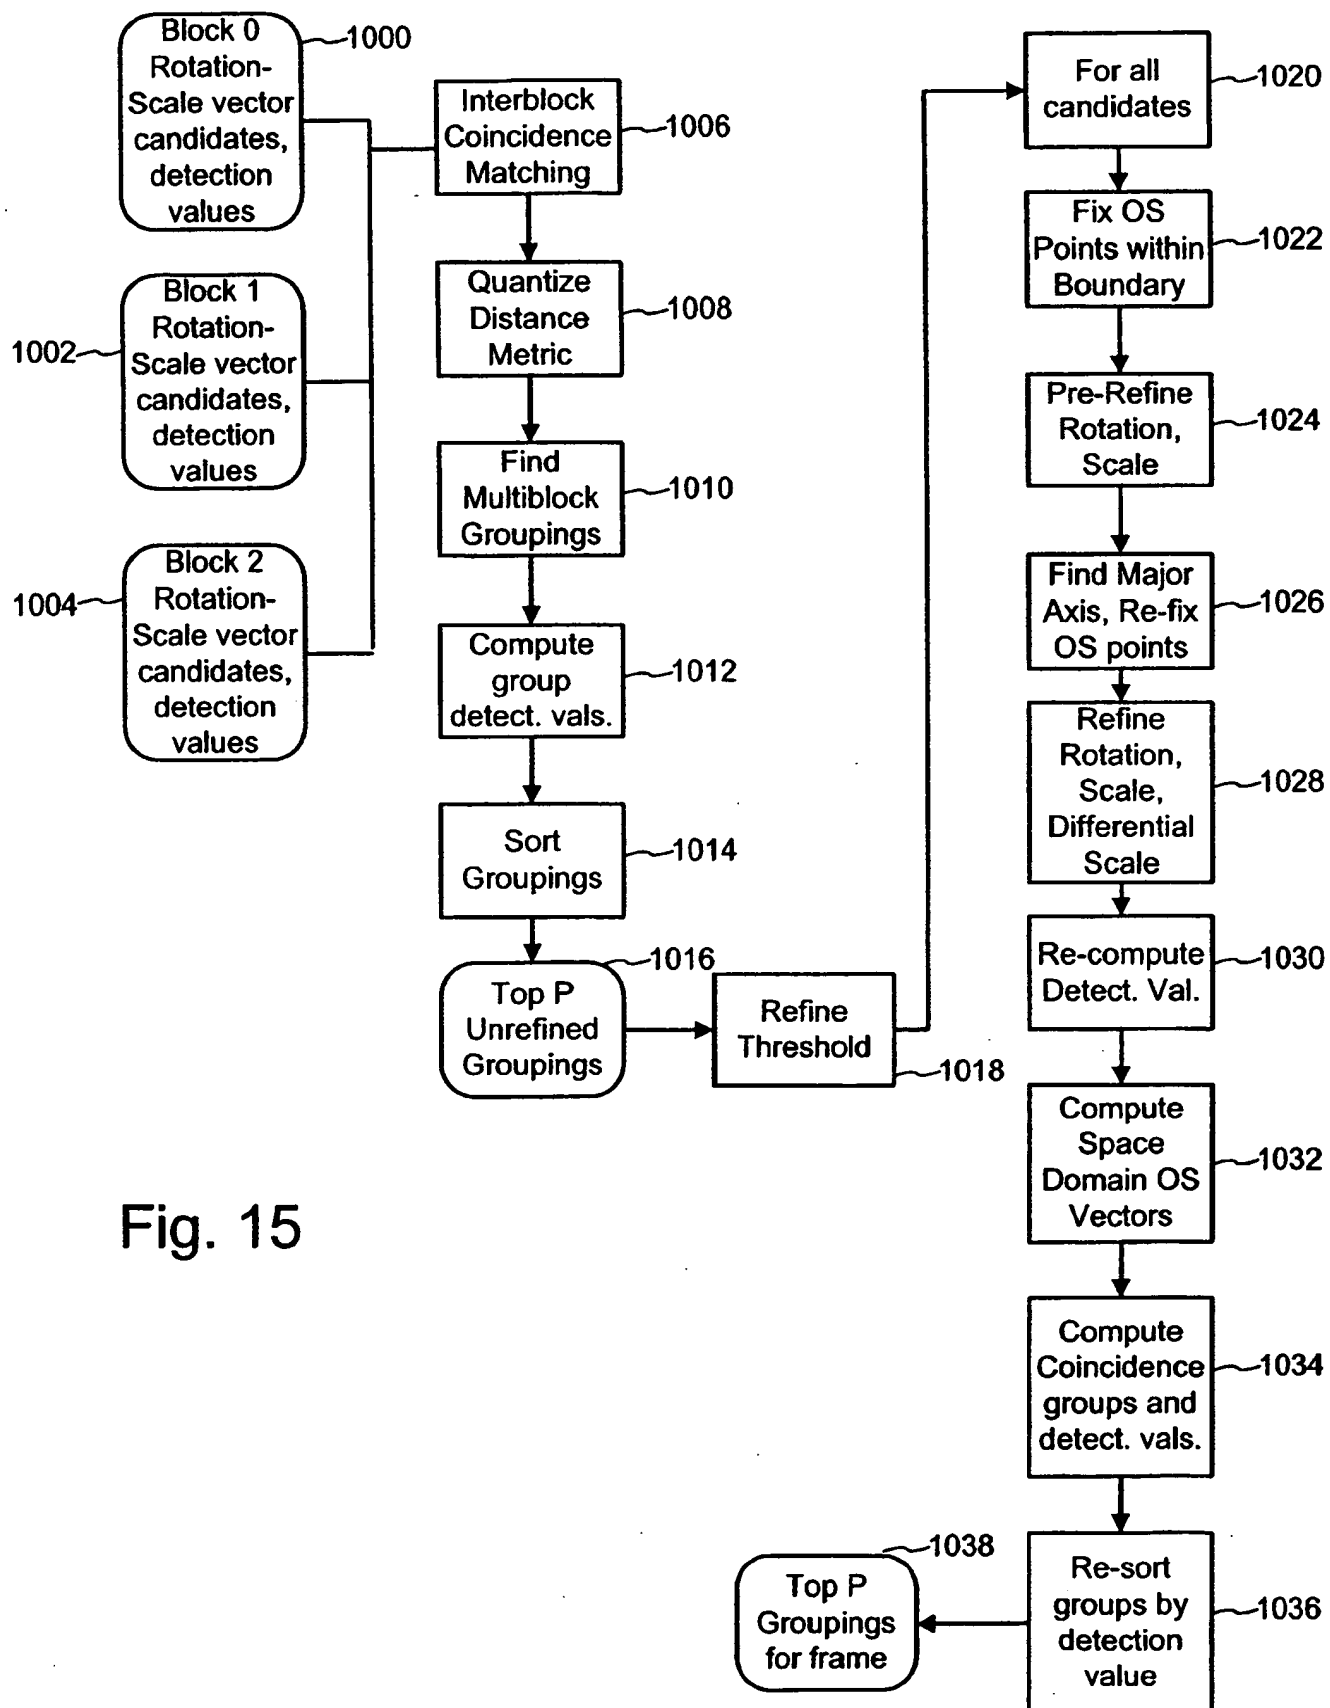 Block 0
Rotation-
Scale vector
candidates,
detection
values
1000
Block 1
Rotation-
Scale vector
candidates,
detection
values
1002
Block 2
Rotation-
Scale vector
candidates,
detection
values
1004
Interblock
Coincidence
Matching
1006
Quantize
Distance
Metric
1008
Find
Multiblock
Groupings
1010
Compute
group
detect. vals.
1012
Sort
Groupings
1014
Top P
Unrefined
Groupings
1016
Refine
Threshold
1018
For all
candidates
1020
Fix OS
Points within
Boundary
1022
Pre-Refine
Rotation,
Scale
1024
Find Major
Axis, Re-fix
OS points
1026
Refine
Rotation,
Scale,
Differential
Scale
1028
Re-compute
Detect. Val.
1030
Compute
Space
Domain OS
Vectors
1032
Compute
Coincidence
groups and
detect. vals.
1034
Re-sort
groups by
detection
value
1036
Top P
Groupings
for frame
1038
Fig. 15